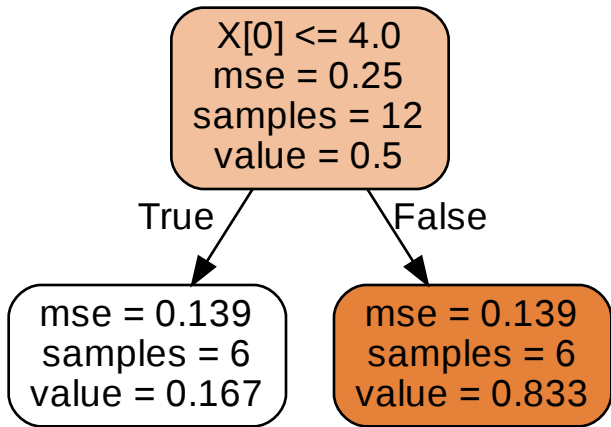 X[0] <= 4.0
mse = 0.25
samples = 12
value = 0.5
True
False
mse = 0.139
samples = 6
value = 0.167
mse = 0.139
samples = 6
value = 0.833